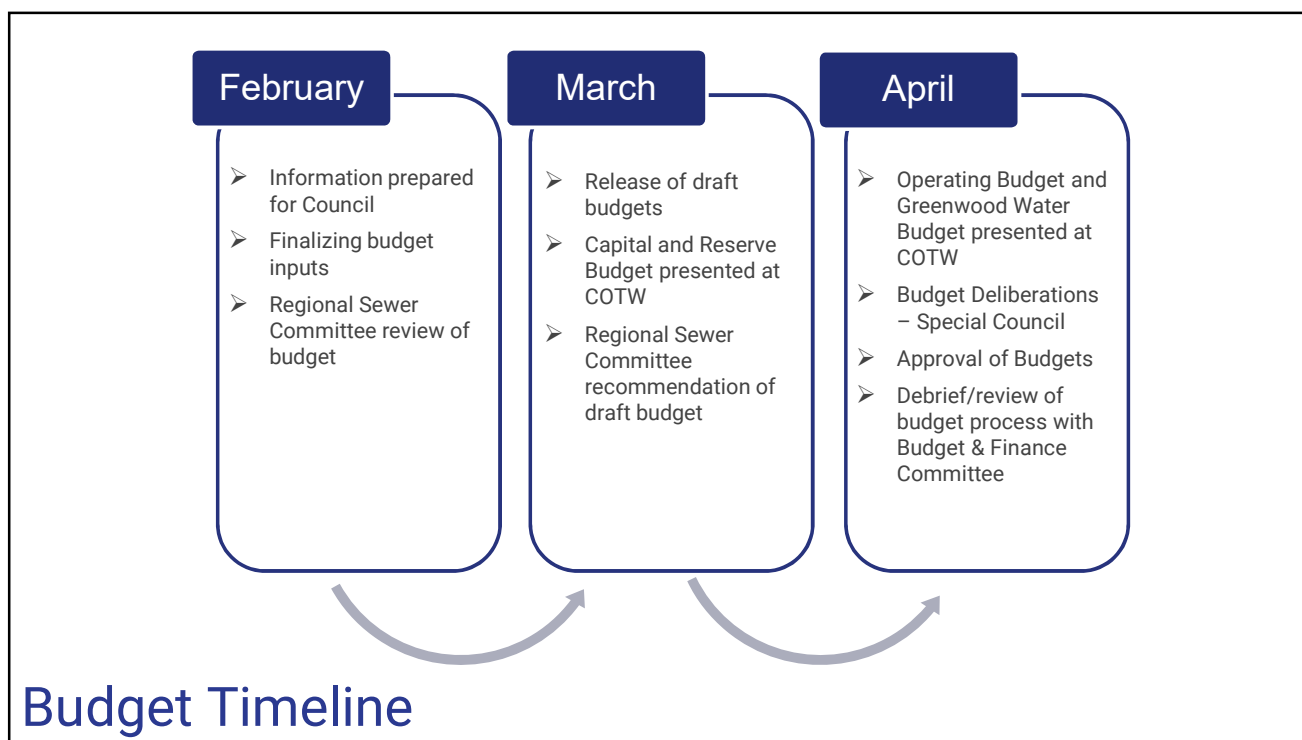 February
Information prepared
for Council
Finalizing budget
inputs
Regional Sewer
Committee review of
budget
March
Release of draft
budgets
Capital and Reserve
Budget presented at
COTW
Regional Sewer
Committee
recommendation of
draft budget
April
Operating Budget and
Greenwood Water
Budget presented at
COTW
Budget Deliberations
– Special Council
Approval of Budgets
Debrief/review of
budget process with
Budget & Finance
Committee
Budget Timeline